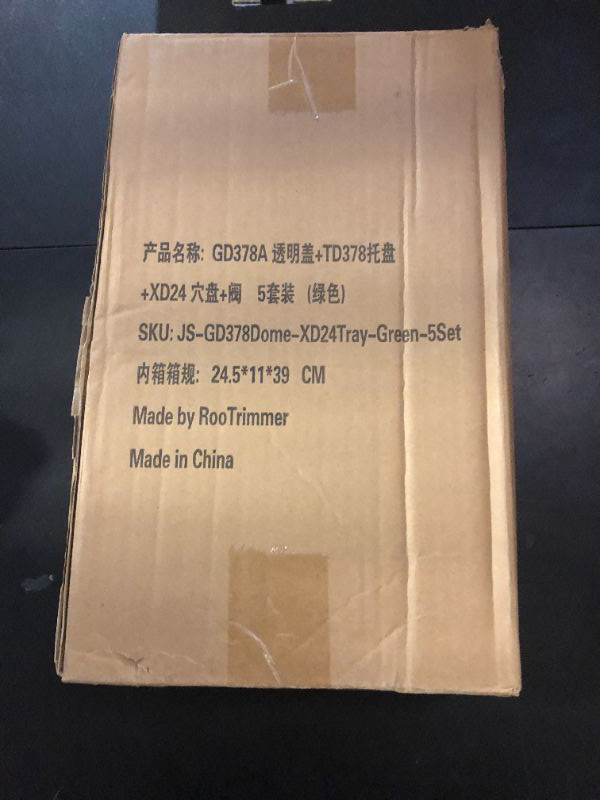 产品名称: GD378A 透明盖+TD378托盘
+XD24 穴盘+阀 5套装 (绿色)
SKU: JS-GD378Dome-XD24Tray-Green-5Set
内箱箱规: 24.5*11*39 CM
Made by RooTrimmer
Made in China